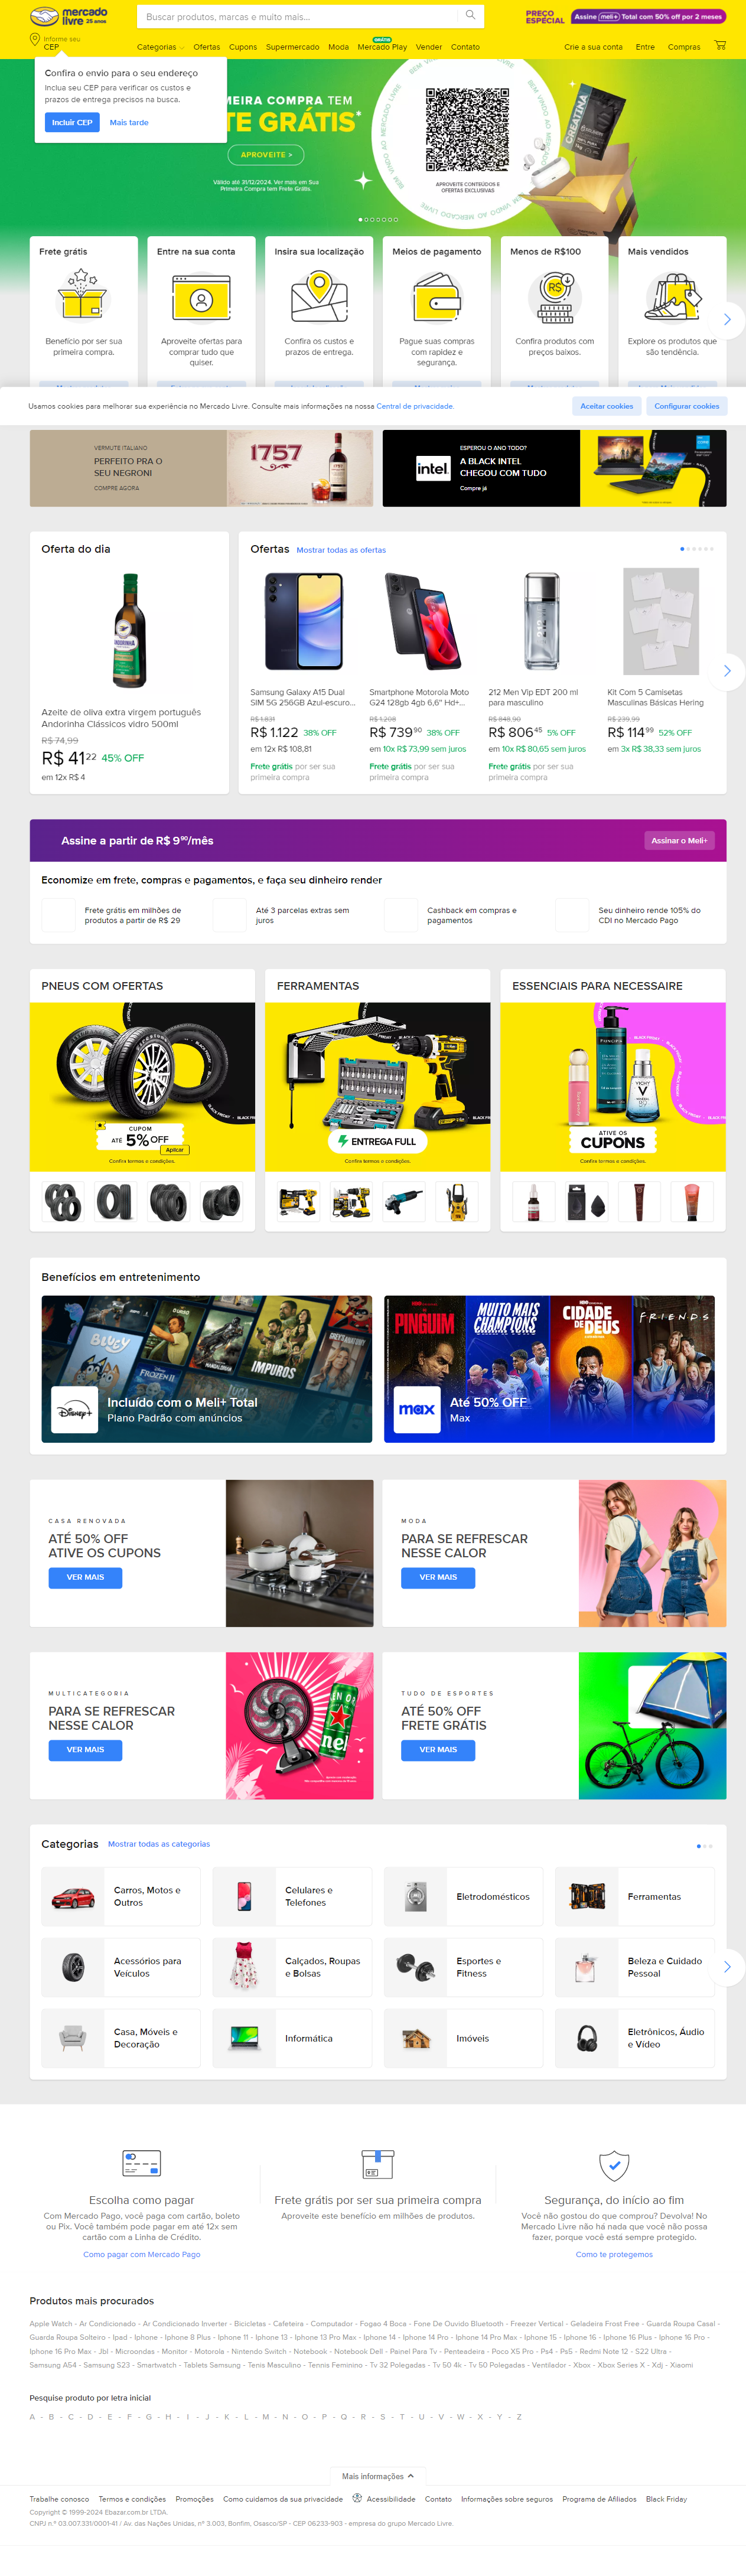 mercado
livre 25 anos
Buscar produtos, marcas e muito mais...
PREÇO
ESPECIAL
Assine meli+ Total com 50% off por 2 meses
Informe seu
CEP
Categorias
Ofertas
Cupons
Supermercado
Moda
Mercado Play
GRÁTIS
Vender
Contato
Crie a sua conta
Entre
Compras
Confira o envio para o seu endereço
Inclua seu CEP para verificar os custos e
prazos de entrega precisos na busca.
Incluir CEP
Mais tarde
MEIRA COMPRA TEM
TE GRÁTIS*
APROVEITE >
Válido até 31/12/2024. Ver mais em Sua
Primeira Compra tem Frete Grátis.
BEM VINDO AO MERCADO LIVRE
APROVEITE CONTEÚDOS E
OFERTAS EXCLUSIVAS
CREATINA
Frete grátis
Benefício por ser sua
primeira compra.
Entre na sua conta
Aproveite ofertas para
comprar tudo que
quiser.
Insira sua localização
Confira os custos e
prazos de entrega.
Meios de pagamento
Pague suas compras
com rapidez e
segurança.
Menos de R$100
R$
Confira produtos com
preços baixos.
Mais vendidos
Explore os produtos que
são tendência.
Usamos cookies para melhorar sua experiência no Mercado Livre. Consulte mais informações na nossa Central de privacidade.
Aceitar cookies
Configurar cookies
VERMUTE ITALIANO
PERFEITO PRA O
SEU NEGRONI
COMPRE AGORA
1757
intel
ESPEROU O ANO TODO?
A BLACK INTEL
CHEGOU COM TUDO
Compre já
Oferta do dia
ANDORINHA
Azeite de oliva extra virgem português
Andorinha Clássicos vidro 500ml
R$ 74,99
R$ 41 22 45% OFF
em 12x R$ 4
Ofertas
Mostrar todas as ofertas
Samsung Galaxy A15 Dual
SIM 5G 256GB Azul-escuro...
R$ 1.831
R$ 1.122 38% OFF
em 12x R$ 108,81
Frete grátis por ser sua
primeira compra
Smartphone Motorola Moto
G24 128gb 4gb 6,6" Hd+...
R$ 1.208
R$ 739 90 38% OFF
em 10x R$ 73,99 sem juros
Frete grátis por ser sua
primeira compra
212 Men Vip EDT 200 ml
para masculino
R$ 848,90
R$ 806 45 5% OFF
em 10x R$ 80,65 sem juros
Frete grátis por ser sua
primeira compra
Kit Com 5 Camisetas
Masculinas Básicas Hering
R$ 239,99
R$ 114 99 52% OFF
em 3x R$ 38,33 sem juros
Assine a partir de R$ 9 90/mês
Assinar o Meli+
Economize em frete, compras e pagamentos, e faça seu dinheiro render
Frete grátis em milhões de
produtos a partir de R$ 29
Até 3 parcelas extras sem
juros
Cashback em compras e
pagamentos
Seu dinheiro rende 105% do
CDI no Mercado Pago
PNEUS COM OFERTAS
CUPOM
ATÉ 5% OFF
Aplicar
Confira termos e condições.
FERRAMENTAS
ENTREGA FULL
Confira termos e condições.
ESSENCIAIS PARA NECESSAIRE
VICHY
ATIVE OS
CUPONS
Confira termos e condições.
Benefícios em entretenimento
BLUEY
FROZEN II
MANDALORIAN
IMPUROS
GREY'S ANATOMY
Disney+
Incluído com o Meli+ Total
Plano Padrão com anúncios
PINGUIM
MUITO MAIS
CHAMPIONS
CIDADE
DE DEUS
FRIENDS
max
Até 50% OFF
Max
CASA RENOVADA
ATÉ 50% OFF
ATIVE OS CUPONS
VER MAIS
MODA
PARA SE REFRESCAR
NESSE CALOR
VER MAIS
MULTICATEGORIA
PARA SE REFRESCAR
NESSE CALOR
VER MAIS
TUDO DE ESPORTES
ATÉ 50% OFF
FRETE GRÁTIS
VER MAIS
Categorias
Mostrar todas as categorias
Carros, Motos e
Outros
Celulares e
Telefones
Eletrodomésticos
Ferramentas
Acessórios para
Veículos
Calçados, Roupas
e Bolsas
Esportes e
Fitness
Beleza e Cuidado
Pessoal
Casa, Móveis e
Decoração
Informática
Imóveis
Eletrônicos, Áudio
e Vídeo
Escolha como pagar
Com Mercado Pago, você paga com cartão, boleto
ou Pix. Você também pode pagar em até 12x sem
cartão com a Linha de Crédito.
Como pagar com Mercado Pago
Frete grátis por ser sua primeira compra
Aproveite este benefício em milhões de produtos.
Segurança, do início ao fim
Você não gostou do que comprou? Devolva! No
Mercado Livre não há nada que você não possa
fazer, porque você está sempre protegido.
Como te protegemos
Produtos mais procurados
Apple Watch - Ar Condicionado - Ar Condicionado Inverter - Bicicletas - Cafeteira - Computador - Fogao 4 Boca - Fone De Ouvido Bluetooth - Freezer Vertical - Geladeira Frost Free - Guarda Roupa Casal -
Guarda Roupa Solteiro - Ipad - Iphone - Iphone 8 Plus - Iphone 11 - Iphone 13 - Iphone 13 Pro Max - Iphone 14 - Iphone 14 Pro - Iphone 14 Pro Max - Iphone 15 - Iphone 16 - Iphone 16 Plus - Iphone 16 Pro -
Iphone 16 Pro Max - Jbl - Microondas - Monitor - Motorola - Nintendo Switch - Notebook - Notebook Dell - Painel Para Tv - Penteadeira - Poco X5 Pro - Ps4 - Ps5 - Redmi Note 12 - S22 Ultra -
Samsung A54 - Samsung S23 - Smartwatch - Tablets Samsung - Tenis Masculino - Tennis Feminino - Tv 32 Polegadas - Tv 50 4k - Tv 50 Polegadas - Ventilador - Xbox - Xbox Series X - Xdj - Xiaomi
Pesquise produto por letra inicial
A - B - C - D - E - F - G - H - I - J - K - L - M - N - O - P - Q - R - S - T - U - V - W - X - Y - Z
Mais informações
Trabalhe conosco
Termos e condições
Promoções
Como cuidamos da sua privacidade
Acessibilidade
Contato
Informações sobre seguros
Programa de Afiliados
Black Friday
Copyright © 1999-2024 Ebazar.com.br LTDA.
CNPJ n.º 03.007.331/0001-41 / Av. das Nações Unidas, nº 3.003, Bonfim, Osasco/SP - CEP 06233-903 - empresa do grupo Mercado Livre.